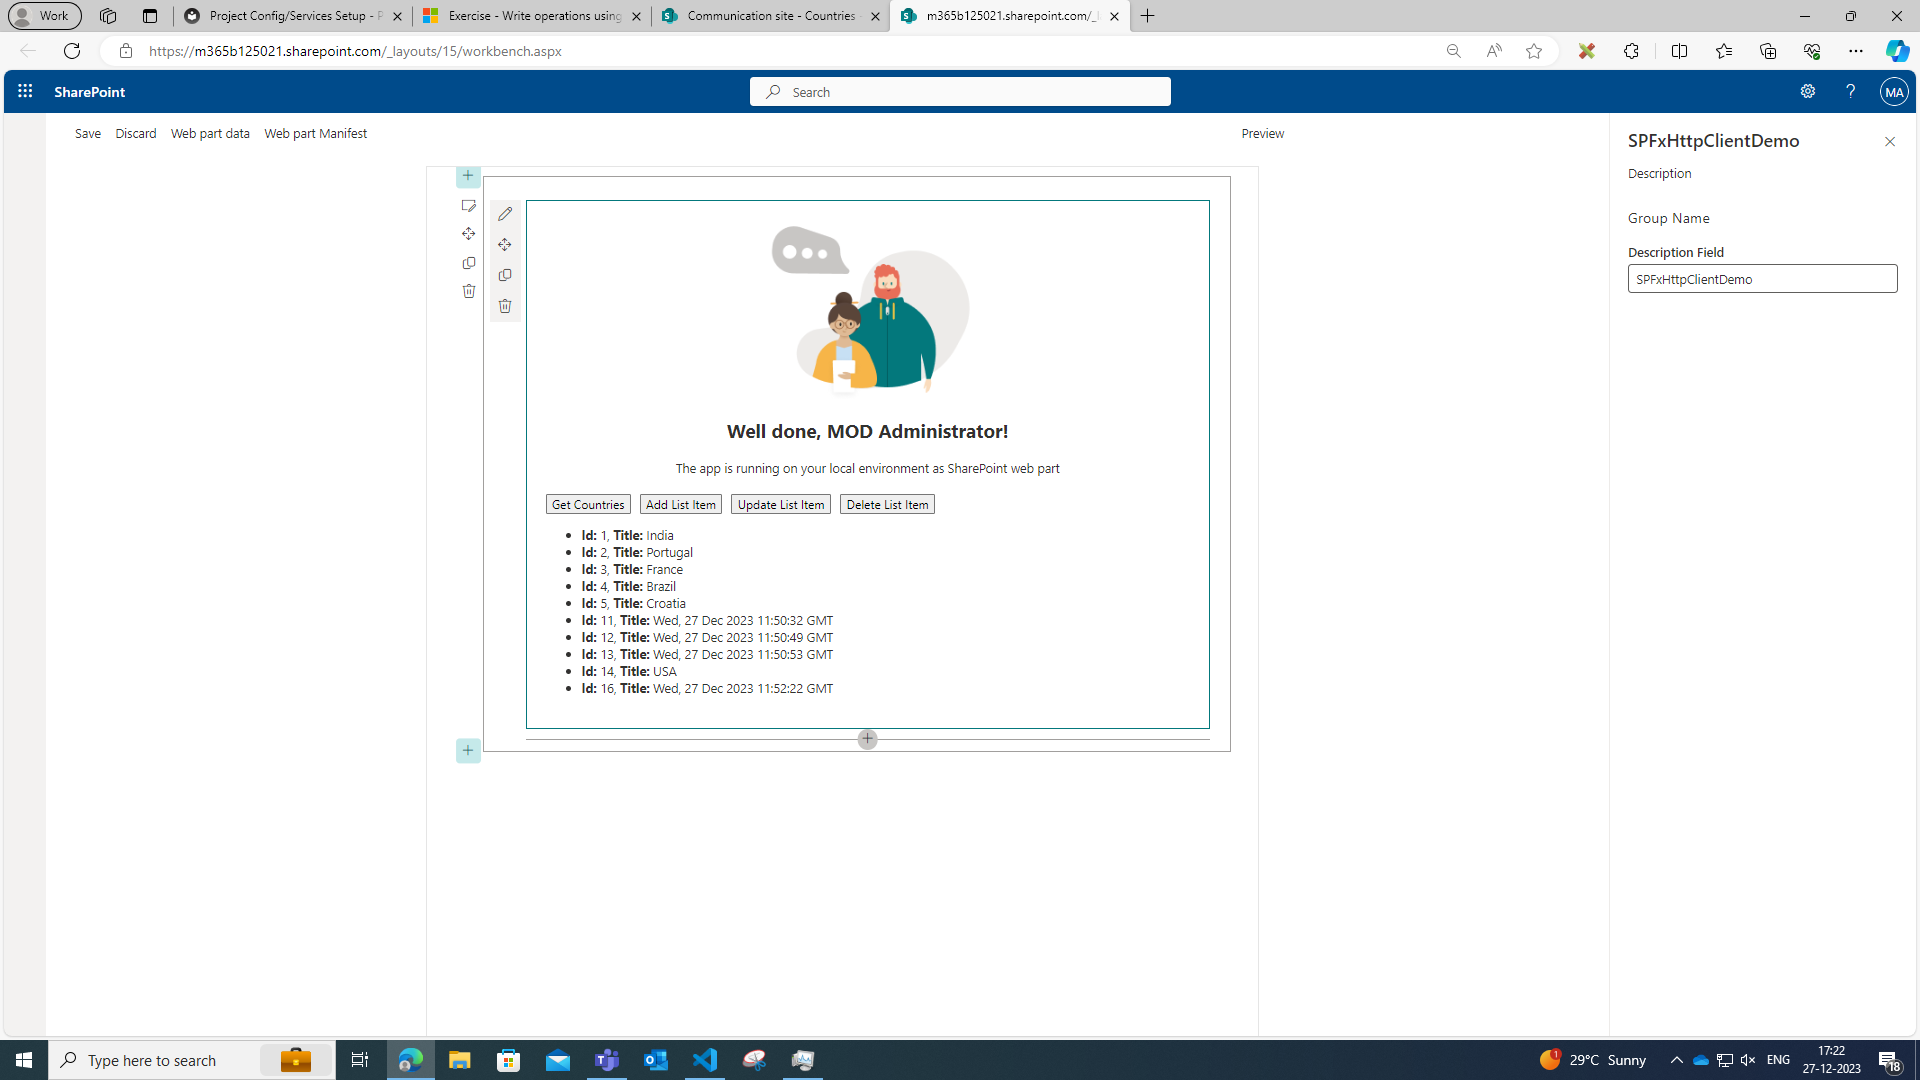 Work
Project Config/Services Setup - P
Exercise - Write operations using
Communication site - Countries -
m365b125021.sharepoint.com/_l
https://m365b125021.sharepoint.com/_layouts/15/workbench.aspx
SharePoint
Search
MA
Save Discard Web part data Web part Manifest
Preview
SPFxHttpClientDemo
Description
Group Name
Description Field
SPFxHttpClientDemo
Well done, MOD Administrator!
The app is running on your local environment as SharePoint web part
Get Countries Add List Item Update List Item Delete List Item
Id: 1, Title: India
Id: 2, Title: Portugal
Id: 3, Title: France
Id: 4, Title: Brazil
Id: 5, Title: Croatia
Id: 11, Title: Wed, 27 Dec 2023 11:50:32 GMT
Id: 12, Title: Wed, 27 Dec 2023 11:50:49 GMT
Id: 13, Title: Wed, 27 Dec 2023 11:50:53 GMT
Id: 14, Title: USA
Id: 16, Title: Wed, 27 Dec 2023 11:52:22 GMT
Type here to search
1
29°C Sunny
ENG
17:22
27-12-2023
18